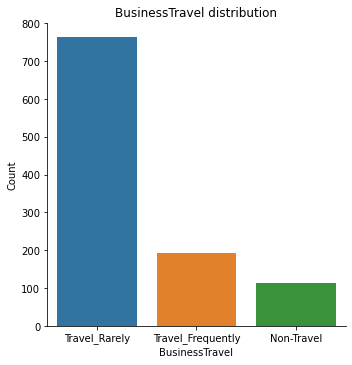 BusinessTravel distribution
800
700
600
500
400
300
200
100
0
Count
Travel_Rarely
Travel_Frequently
Non-Travel
BusinessTravel